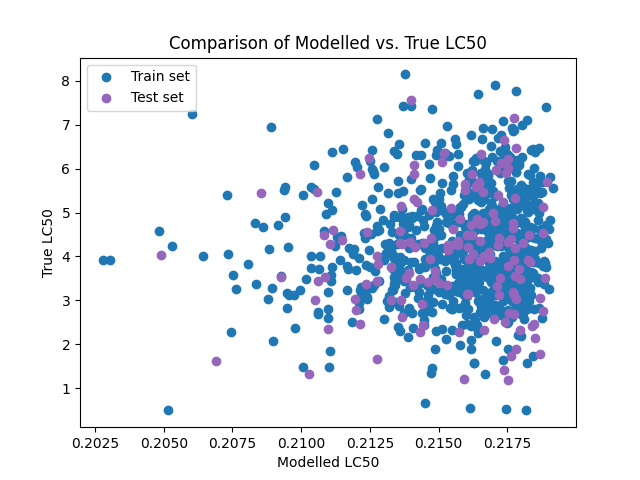 Comparison of Modelled vs. True LC50
Train set
Test set
8
7
6
5
4
3
2
1
True LC50
0.2025 0.2050 0.2075 0.2100 0.2125 0.2150 0.2175
Modelled LC50